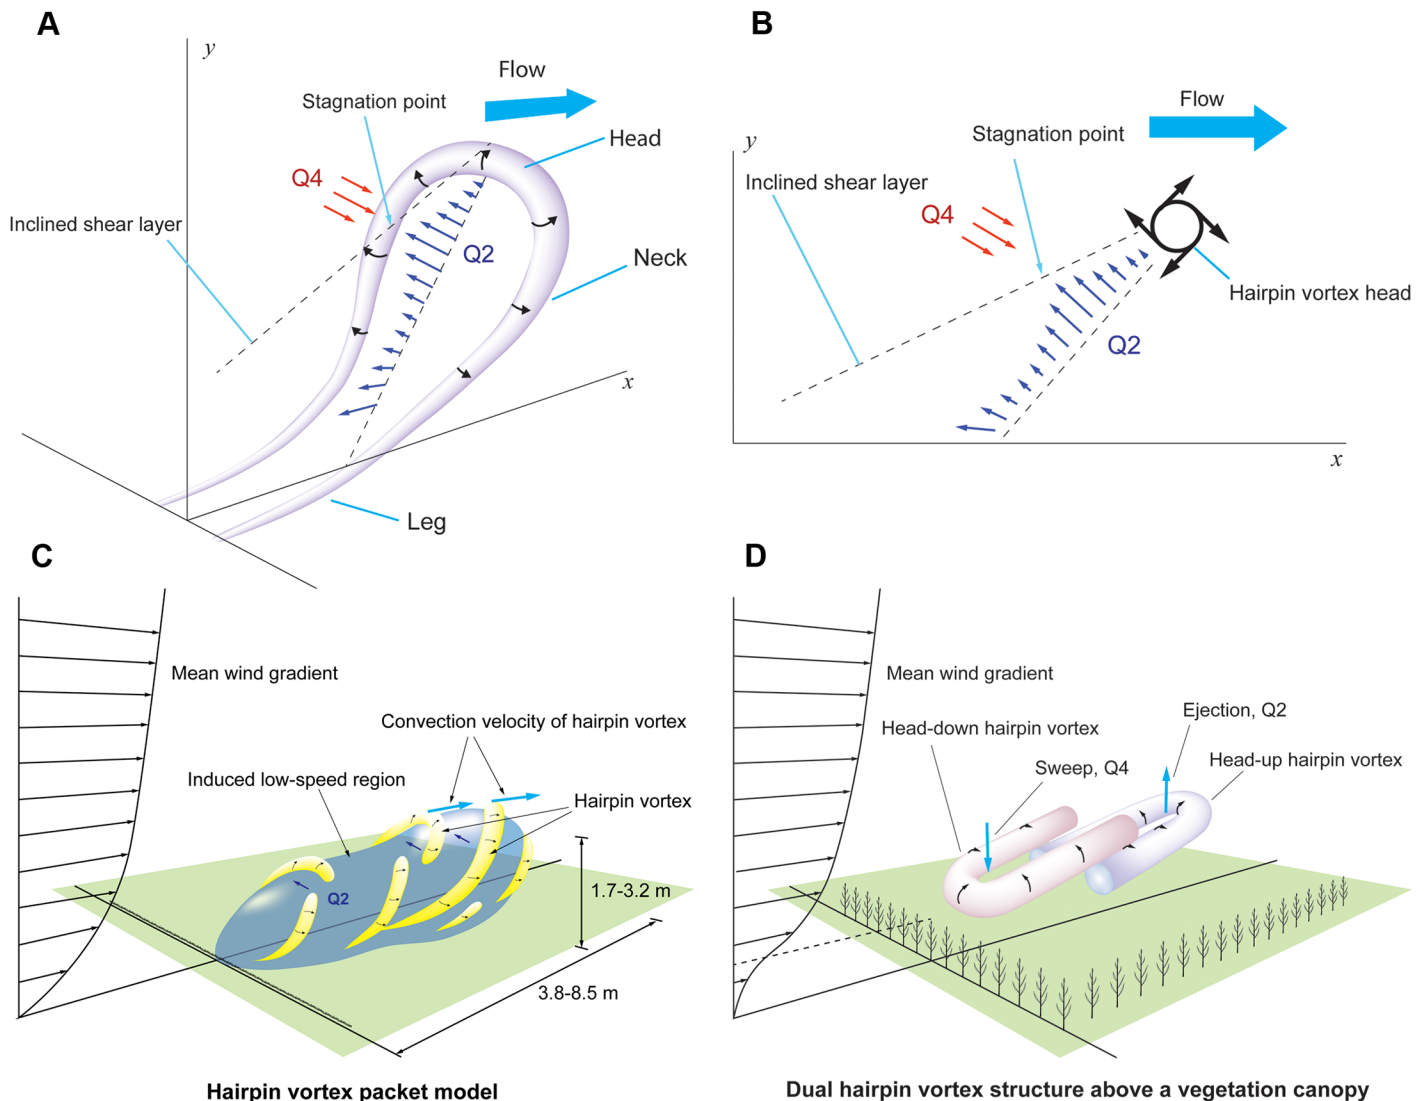 A
y
Flow
Stagnation point
Head
Q4
Inclined shear layer
Q2
Neck
x
Leg
B
Flow
y
Stagnation point
Inclined shear layer
Q4
Hairpin vortex head
Q2
x
C
Mean wind gradient
Convection velocity of hairpin vortex
Induced low-speed region
Hairpin vortex
Q2
1.7-3.2 m
3.8-8.5 m
Hairpin vortex packet model
D
Mean wind gradient
Ejection, Q2
Head-down hairpin vortex
Head-up hairpin vortex
Sweep, Q4
Dual hairpin vortex structure above a vegetation canopy